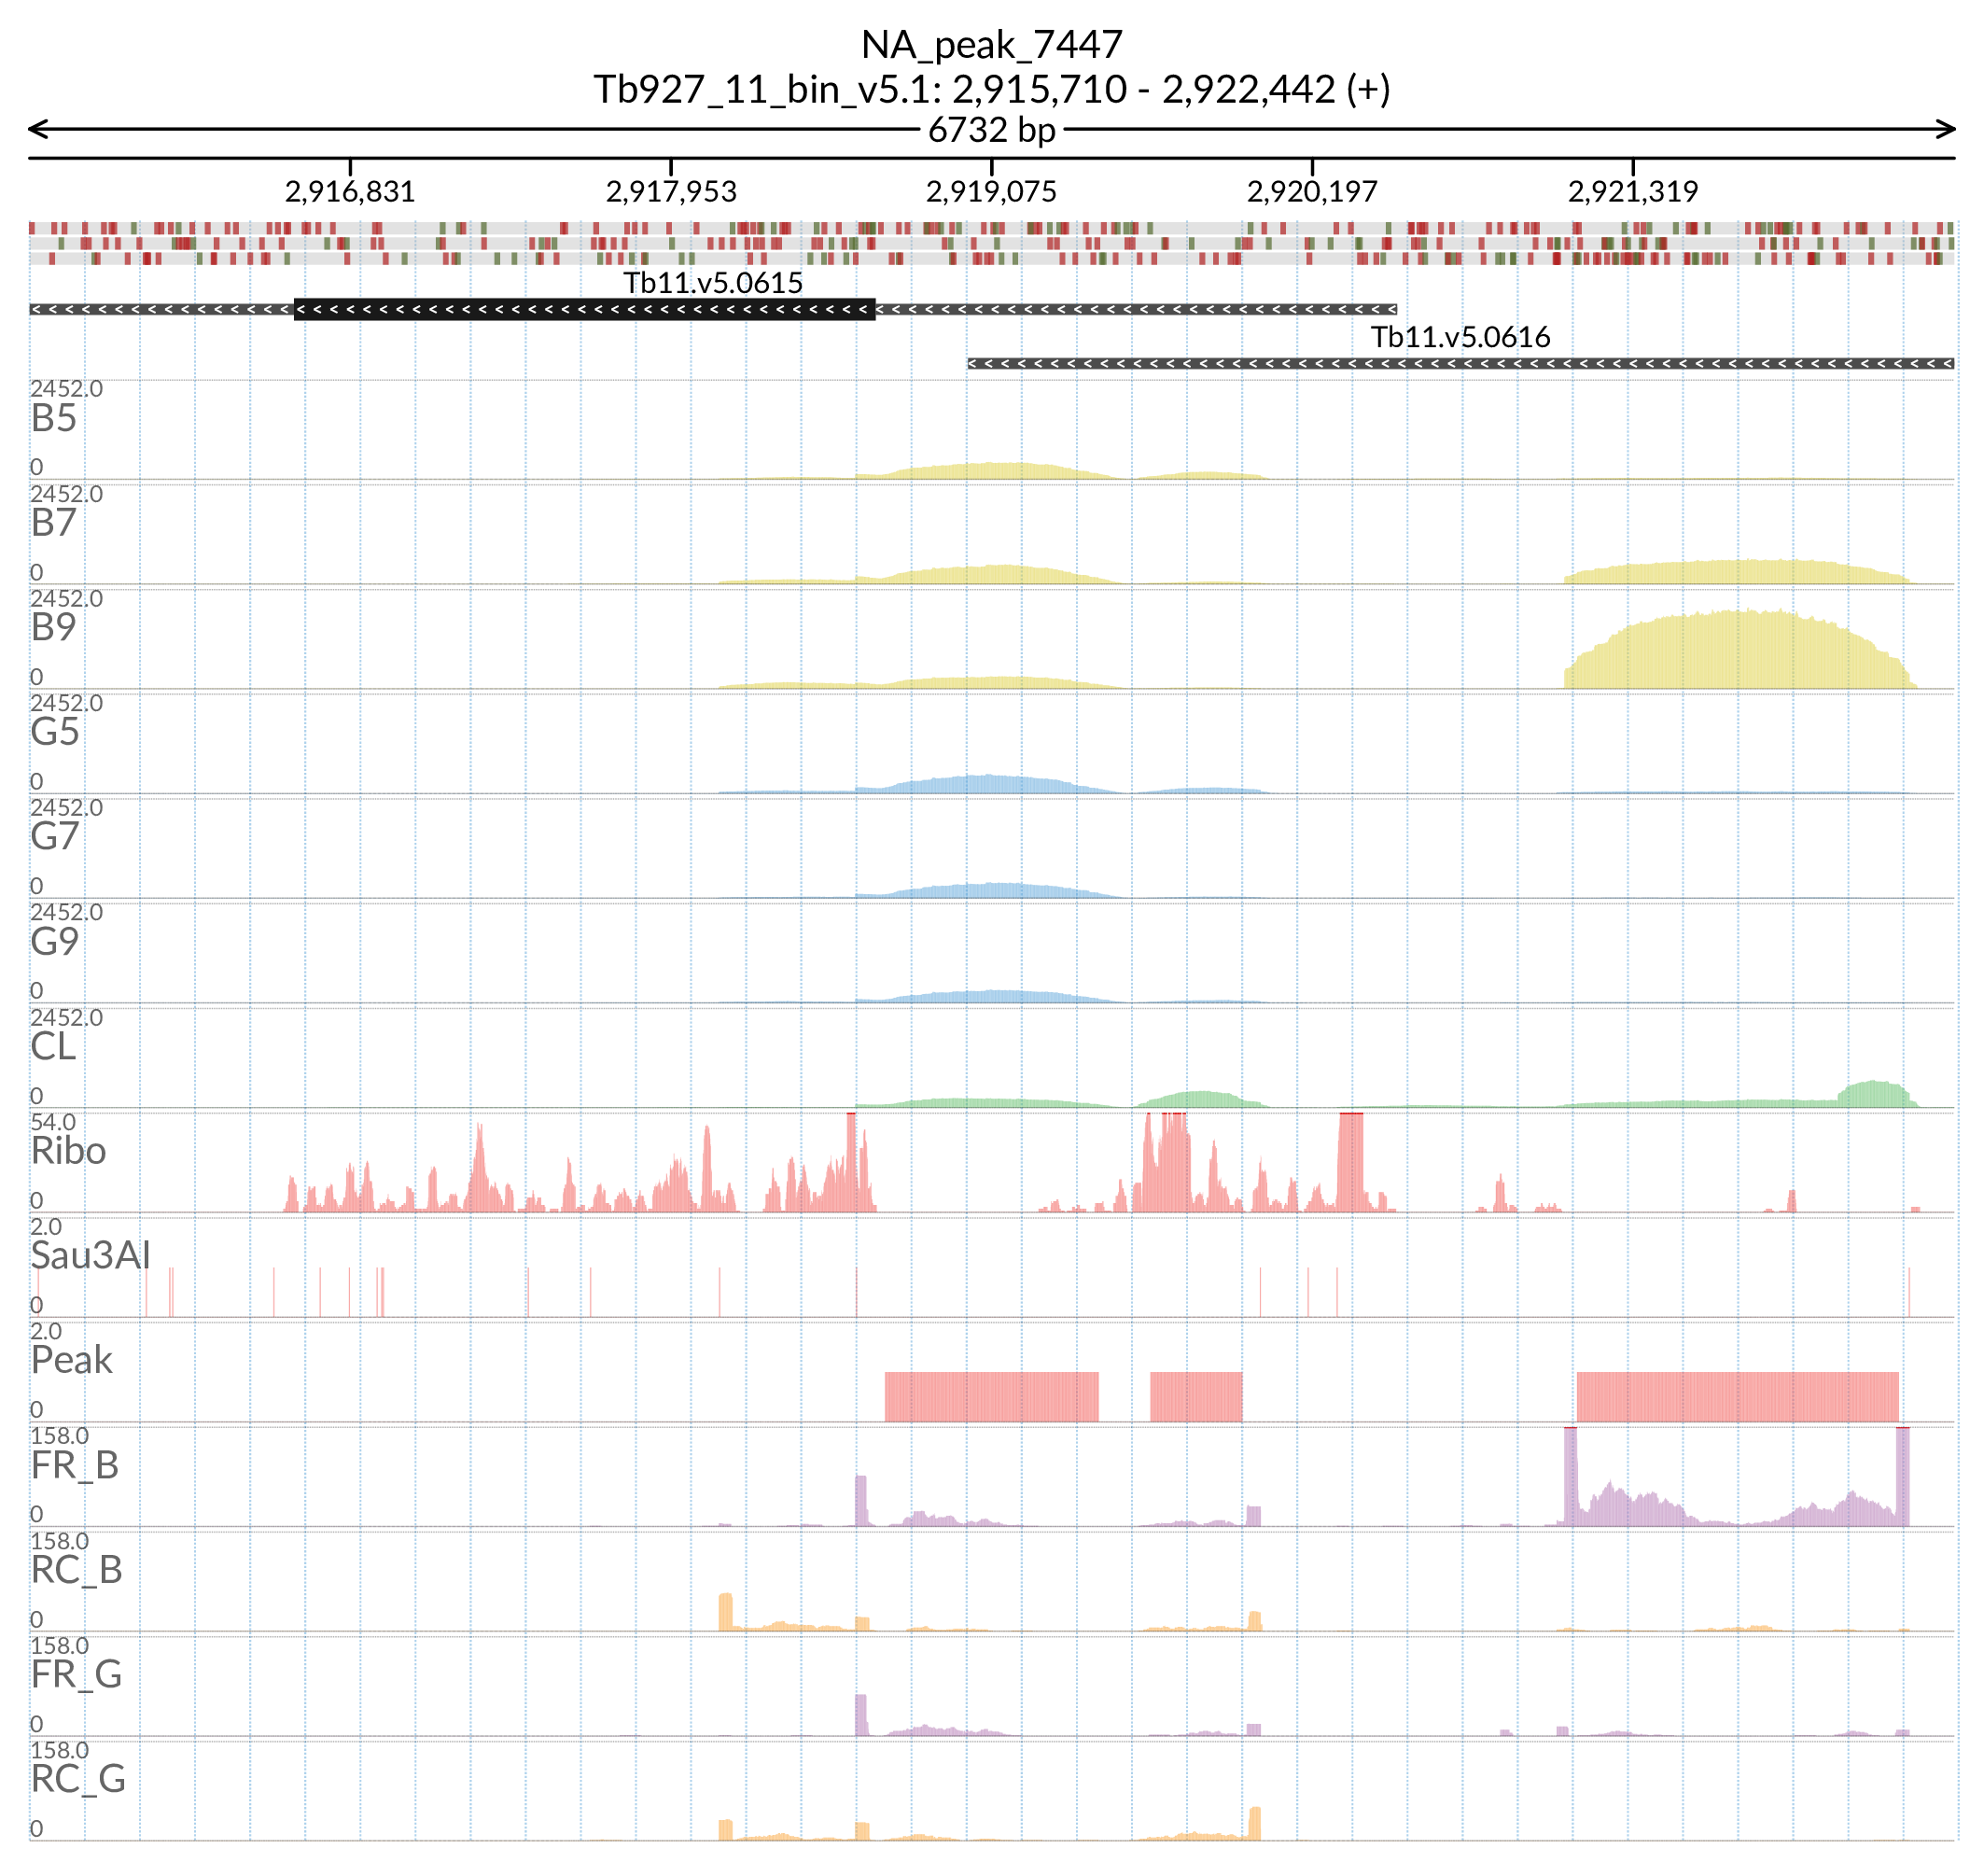 NA_peak_7447
Tb927_11_bin_v5.1: 2,915,710 - 2,922,442 (+)
6732 bp
2,916,831 2,917,953 2,919,075 2,920,197 2,921,319
Tb11.v5.0615
Tb11.v5.0616
2452.0
B5
0
2452.0
B7
0
2452.0
B9
0
2452.0
G5
0
2452.0
G7
0
2452.0
G9
0
2452.0
CL
0
54.0
Ribo
0
2.0
Sau3AI
0
2.0
Peak
0
158.0
FR_B
0
158.0
RC_B
0
158.0
FR_G
0
158.0
RC_G
0